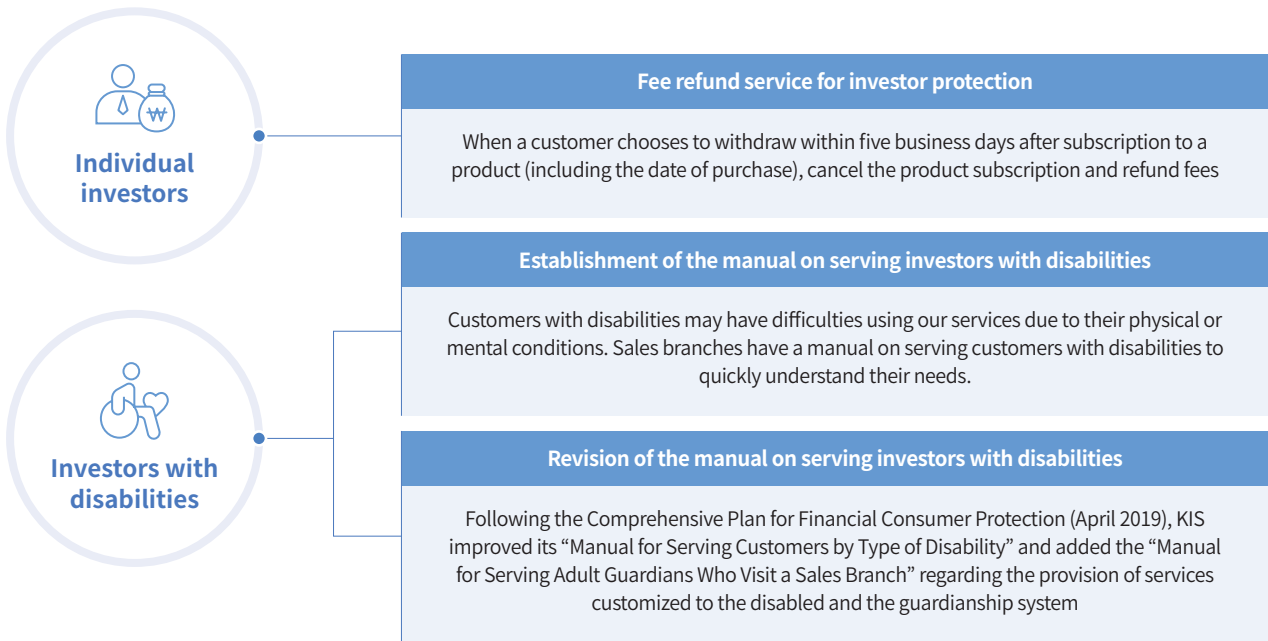 Individual
investors
Fee refund service for investor protection
When a customer chooses to withdraw within five business days after subscription to a
product (including the date of purchase), cancel the product subscription and refund fees
Investors with
disabilities
Establishment of the manual on serving investors with disabilities
Customers with disabilities may have difficulties using our services due to their physical or
mental conditions. Sales branches have a manual on serving customers with disabilities to
quickly understand their needs.
Revision of the manual on serving investors with disabilities
Following the Comprehensive Plan for Financial Consumer Protection (April 2019), KIS
improved its “Manual for Serving Customers by Type of Disability” and added the “Manual
for Serving Adult Guardians Who Visit a Sales Branch” regarding the provision of services
customized to the disabled and the guardianship system